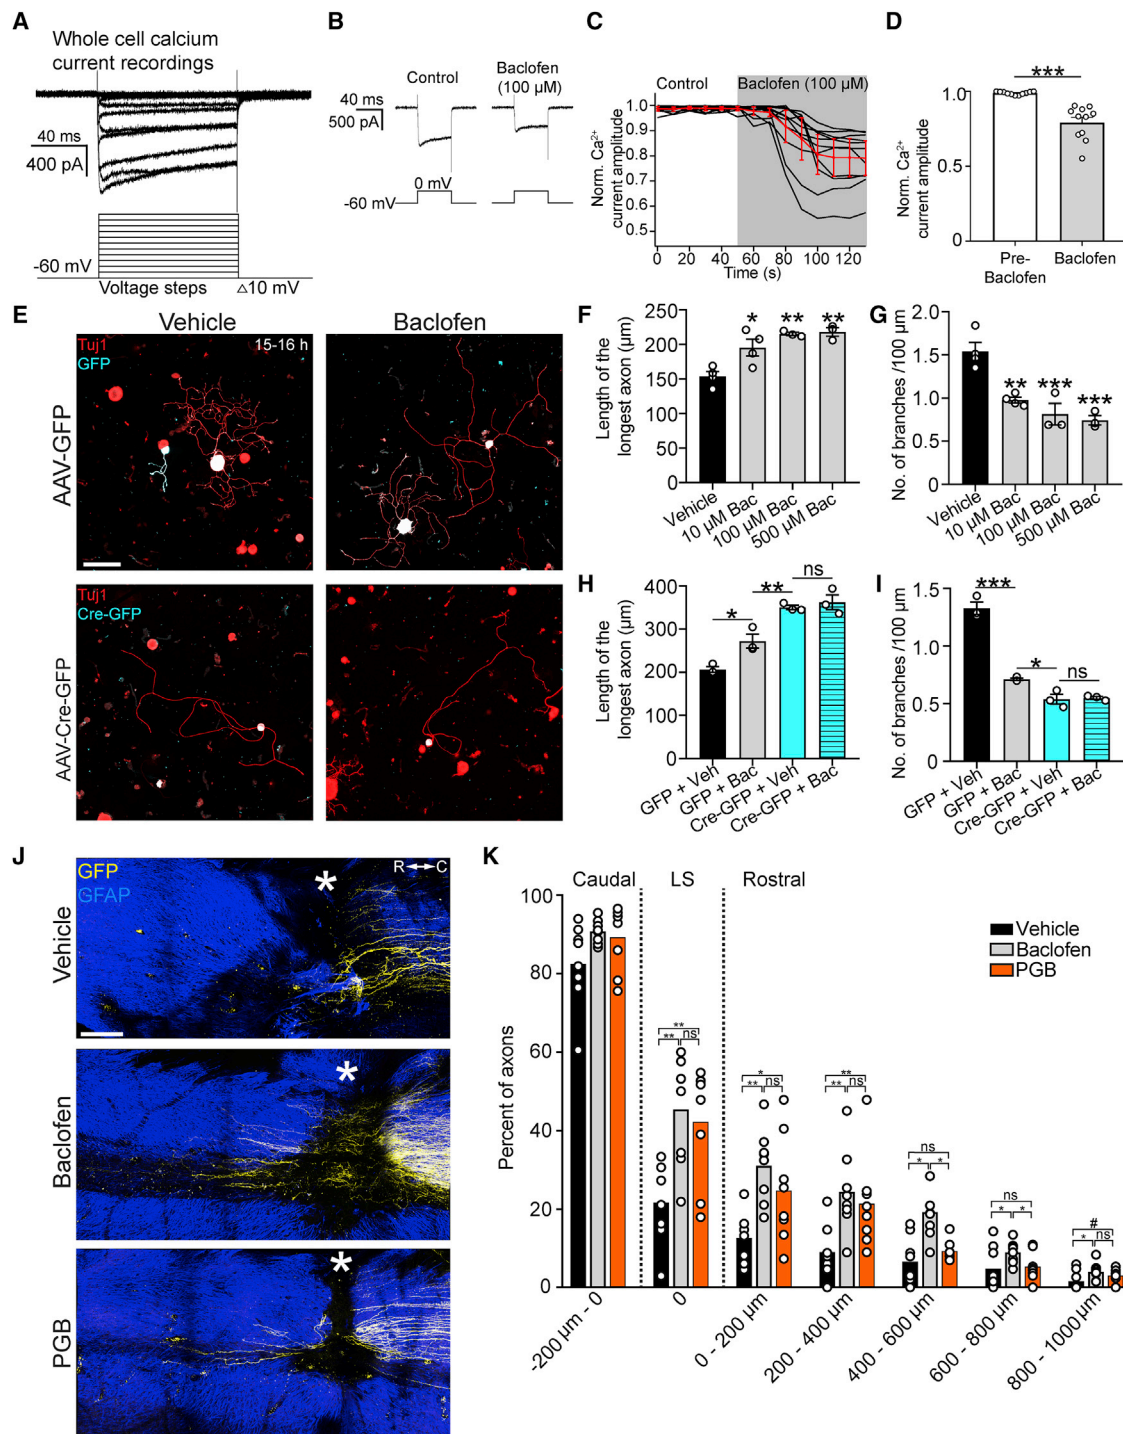 A
Whole cell calcium
current recordings
40 ms
400 pA
-60 mV
Voltage steps
△10 mV
B
Control
Baclofen
(100 µM)
40 ms
500 pA
0 mV
-60 mV
C
Control
Baclofen (100 µM)
Norm. Ca²⁺
current amplitude
1.0
0.9
0.8
0.7
0.6
0.5
0 20 40 60 80 100 120
Time (s)
D
***
Norm. Ca²⁺
current amplitude
1.0
0.5
0
Pre-
Baclofen
Baclofen
E
Vehicle
Baclofen
AAV-GFP
Tuj1
GFP
15-16 h
AAV-Cre-GFP
Tuj1
Cre-GFP
F
Length of the
longest axon (µm)
250
200
150
100
50
0
* ** **
Vehicle
10 µM Bac
100 µM Bac
500 µM Bac
G
No. of branches /100 µm
2.0
1.5
1.0
0.5
0
** *** ***
Vehicle
10 µM Bac
100 µM Bac
500 µM Bac
H
Length of the
longest axon (µm)
400
300
200
100
0
* ** ns
GFP + Veh
GFP + Bac
Cre-GFP + Veh
Cre-GFP + Bac
I
No. of branches /100 µm
1.5
1.0
0.5
0
*** * ns
GFP + Veh
GFP + Bac
Cre-GFP + Veh
Cre-GFP + Bac
J
Vehicle
GFP
GFAP
*
R C
Baclofen
*
PGB
*
K
Caudal LS Rostral
Vehicle
Baclofen
PGB
Percent of axons
100
80
60
40
20
0
**
** ns
*
** ns
**
** ns
ns
* *
ns
* *
#
* ns
-200 µm - 0
0
0 - 200 µm
200 - 400 µm
400 - 600 µm
600 - 800 µm
800 - 1000 µm